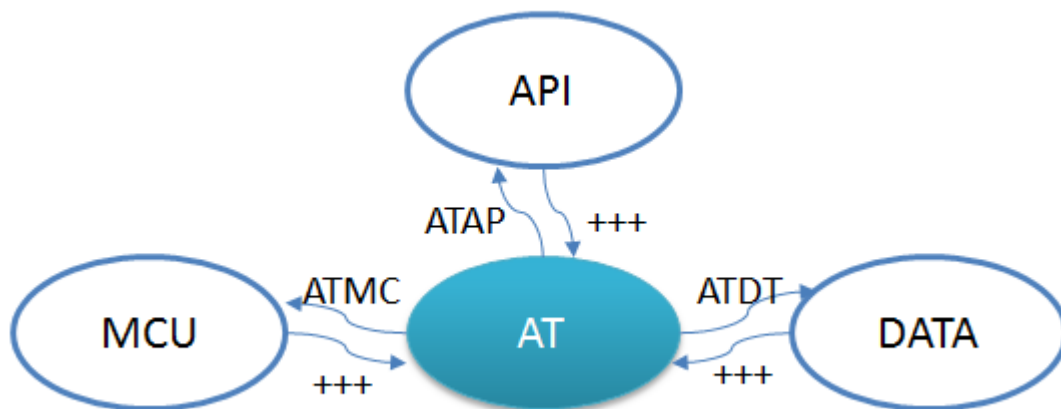 API
ATAP
+++
ATMC
ATDT
MCU
AT
DATA
+++
+++